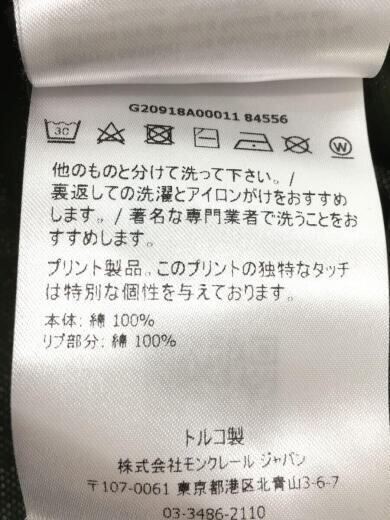 G20918A00011 84556
30
W
他のものと分けて洗って下さい。/
裏返しての洗濯とアイロンがけをおすすめ
します。/ 著名な専門業者で洗うことをお
すすめします。
プリント製品。このプリントの独特なタッチ
は特別な個性を与えております。
本体: 綿 100%
リブ部分: 綿 100%
トルコ製
株式会社モンクレール ジャパン
〒107-0061 東京都港区北青山3-6-7
03-3486-2110